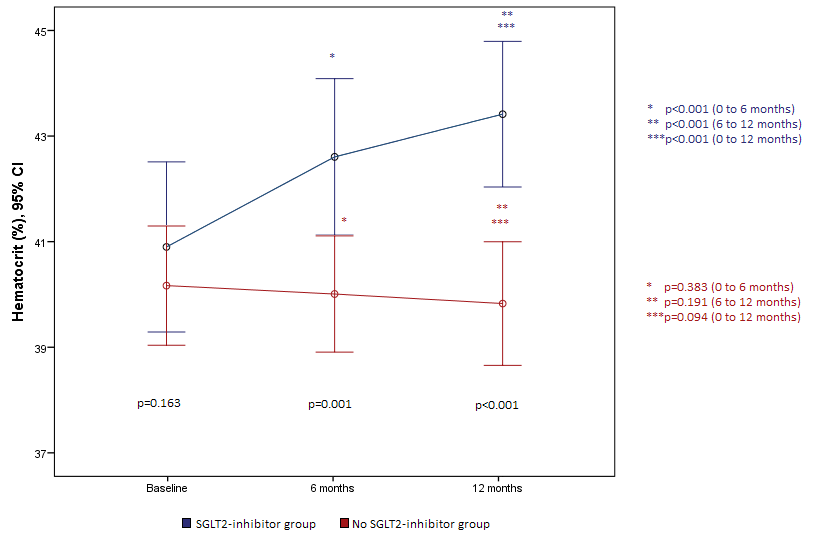 **
***
45
*
* p<0.001 (0 to 6 months)
** p<0.001 (6 to 12 months)
***p<0.001 (0 to 12 months)
43
Hematocrit (%), 95% CI
**
* ***
41
* p=0.383 (0 to 6 months)
** p=0.191 (6 to 12 months)
***p=0.094 (0 to 12 months)
39
p=0.163 p=0.001 p<0.001
37
Baseline 6 months 12 months
SGLT2-inhibitor group No SGLT2-inhibitor group